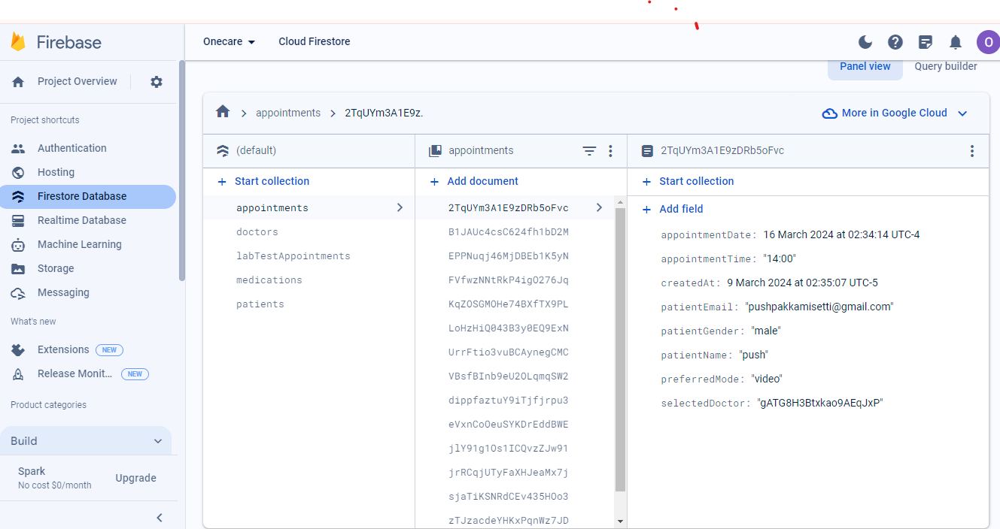 Firebase
Onecare
Cloud Firestore
O
Project Overview
Panel view
Query builder
Project shortcuts
Authentication
Hosting
Firestore Database
Realtime Database
Machine Learning
Storage
Messaging
What's new
Extensions NEW
Release Monit... NEW
Product categories
Build
Spark
No cost $0/month
Upgrade
appointments
2TqUYm3A1E9z.
More in Google Cloud
(default)
Start collection
appointments
doctors
labTestAppointments
medications
patients
appointments
Add document
2TqUYm3A1E9zDRb5oFvc
B1JAUc4csC624fh1bD2M
EPPNuqj46MjDBEb1K5yN
FVfwzNNtRkP4igO276Jq
KqZOSGMOHe74BXfTX9PL
LoHzHiQ043B3y0EQ9ExN
UrrFtio3vuBCAynegCMC
VBsfBInb9eU2OLqmqSW2
dippfaztuY9iTjfjrpu3
eVxnCoOeuSYKDrEddBWE
jlY91g1Os1ICQvzZJw91
jrRCqjUTyFaXHJeaMx7j
sjaTiKSNRdCEv435HOo3
zTJzacdeYHKxPqnWz7JD
2TqUYm3A1E9zDRb5oFvc
Start collection
Add field
appointmentDate: 16 March 2024 at 02:34:14 UTC-4
appointmentTime: "14:00"
createdAt: 9 March 2024 at 02:35:07 UTC-5
patientEmail: "pushpakkamisetti@gmail.com"
patientGender: "male"
patientName: "push"
preferredMode: "video"
selectedDoctor: "gATG8H3Btxkao9AEqJxP"